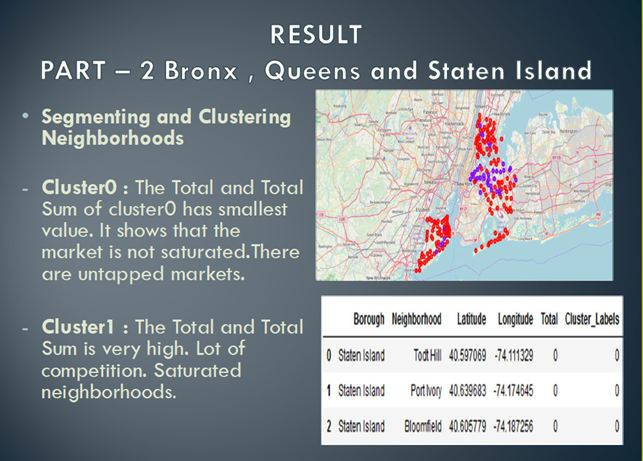 RESULT
PART – 2 Bronx , Queens and Staten Island
• Segmenting and Clustering
Neighborhoods
- Cluster0 : The Total and Total
Sum of cluster0 has smallest
value. It shows that the
market is not saturated.There
are untapped markets.
- Cluster1 : The Total and Total
Sum is very high. Lot of
competition. Saturated
neighborhoods.
Borough Neighborhood Latitude Longitude Total Cluster_Labels
0 Staten Island Todt Hill 40.597069 -74.111329 0 0
1 Staten Island Port Ivory 40.639683 -74.174645 0 0
2 Staten Island Bloomfield 40.605779 -74.187256 0 0